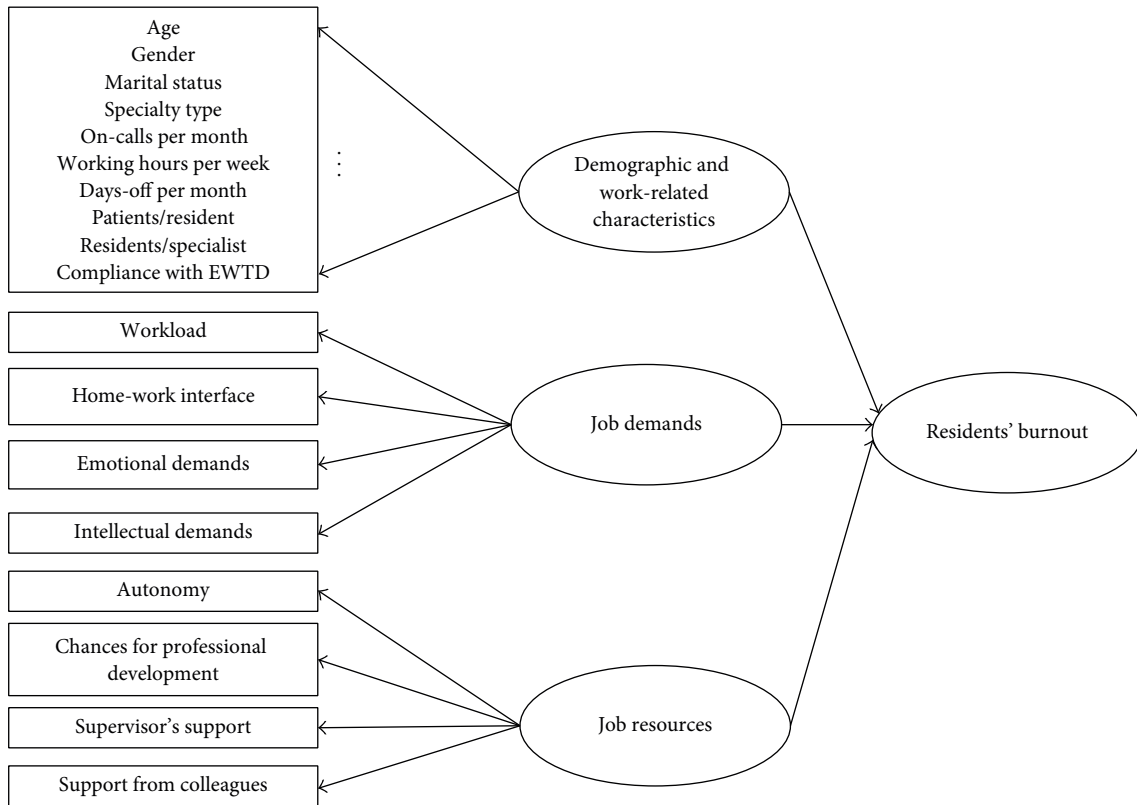 Age
Gender
Marital status
Specialty type
On-calls per month
Working hours per week
Days-off per month
Patients/resident
Residents/specialist
Compliance with EWTD
Demographic and
work-related
characteristics
Workload
Home-work interface
Emotional demands
Intellectual demands
Job demands
Residents’ burnout
Autonomy
Chances for professional
development
Supervisor’s support
Support from colleagues
Job resources